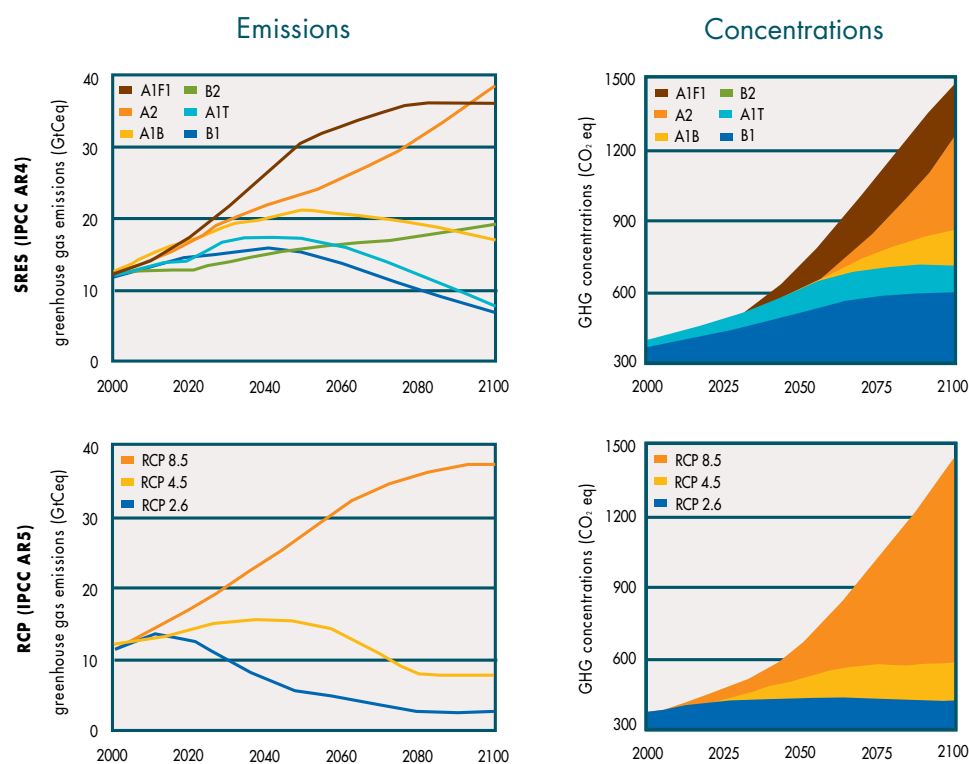 Emissions
Concentrations
SRES (IPCC AR4)
greenhouse gas emissions (GtCeq)
40
30
20
10
0
A1F1 B2
A2 A1T
A1B B1
2000 2020 2040 2060 2080 2100
GHG concentrations (CO₂ eq)
1500
1200
900
600
300
A1F1 B2
A2 A1T
A1B B1
2000 2025 2050 2075 2100
RCP (IPCC AR5)
greenhouse gas emissions (GtCeq)
40
30
20
10
0
RCP 8.5
RCP 4.5
RCP 2.6
2000 2020 2040 2060 2080 2100
GHG concentrations (CO₂ eq)
1500
1200
900
600
300
RCP 8.5
RCP 4.5
RCP 2.6
2000 2025 2050 2075 2100